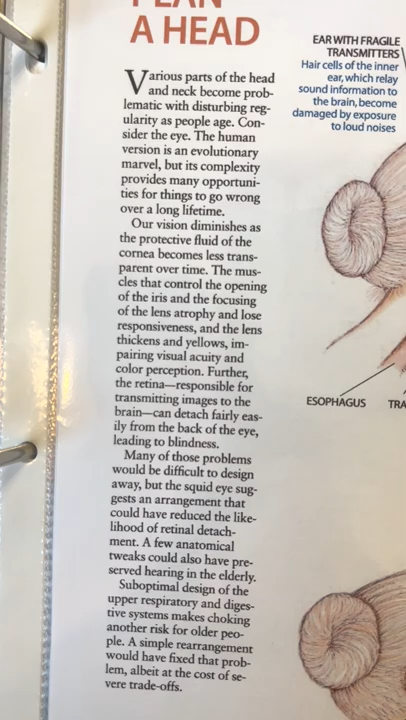 PLAN
A HEAD
Various parts of the head
and neck become prob-
lematic with disturbing reg-
ularity as people age. Con-
sider the eye. The human
version is an evolutionary
marvel, but its complexity
provides many opportuni-
ties for things to go wrong
over a long lifetime.
Our vision diminishes as
the protective fluid of the
cornea becomes less trans-
parent over time. The mus-
cles that control the opening
of the iris and the focusing
of the lens atrophy and lose
responsiveness, and the lens
thickens and yellows, im-
pairing visual acuity and
color perception. Further,
the retina—responsible for
transmitting images to the
brain—can detach fairly eas-
ily from the back of the eye,
leading to blindness.
Many of those problems
would be difficult to design
away, but the squid eye sug-
gests an arrangement that
could have reduced the like-
lihood of retinal detach-
ment. A few anatomical
tweaks could also have pre-
served hearing in the elderly.
Suboptimal design of the
upper respiratory and diges-
tive systems makes choking
another risk for older peo-
ple. A simple rearrangement
would have fixed that prob-
lem, albeit at the cost of se-
vere trade-offs.
EAR WITH FRAGILE
TRANSMITTERS
Hair cells of the inner
ear, which relay
sound information to
the brain, become
damaged by exposure
to loud noises
ESOPHAGUS
TRA